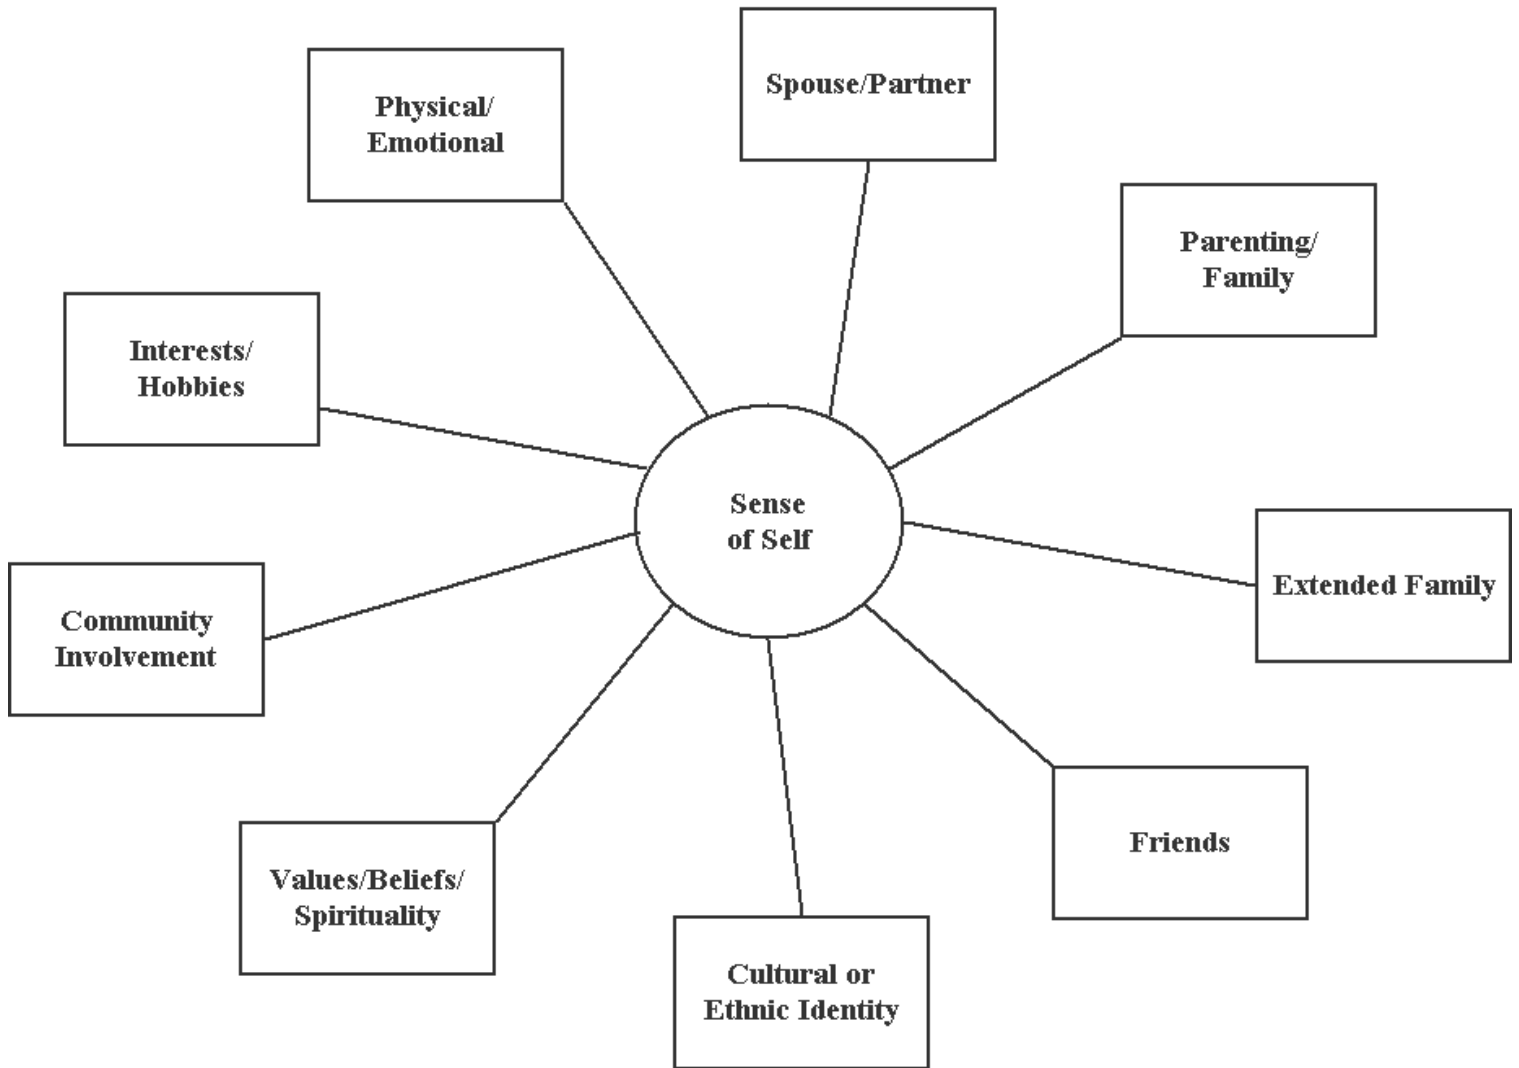 Spouse/Partner
Physical/
Emotional
Parenting/
Family
Interests/
Hobbies
Sense
of Self
Extended Family
Community
Involvement
Friends
Values/Beliefs/
Spirituality
Cultural or
Ethnic Identity